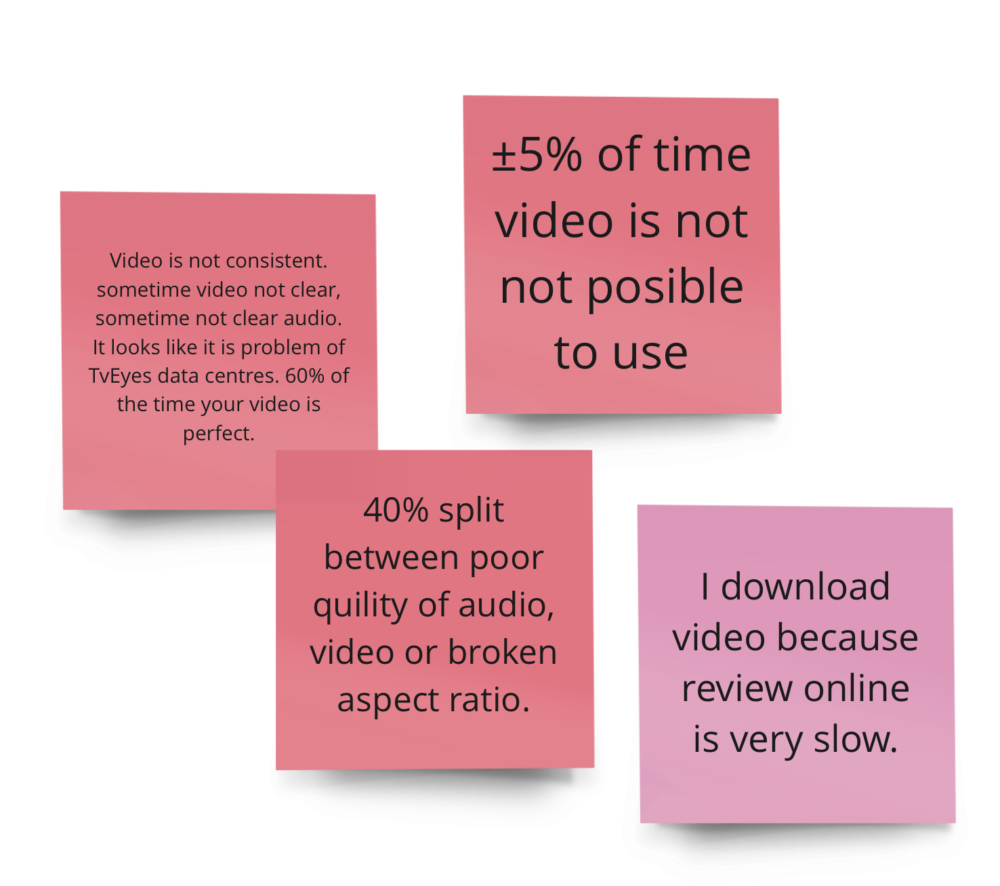 ±5% of time
video is not
not posible
to use
Video is not consistent.
sometime video not clear,
sometime not clear audio.
It looks like it is problem of
TvEyes data centres. 60% of
the time your video is
perfect.
40% split
between poor
quility of audio,
video or broken
aspect ratio.
I download
video because
review online
is very slow.